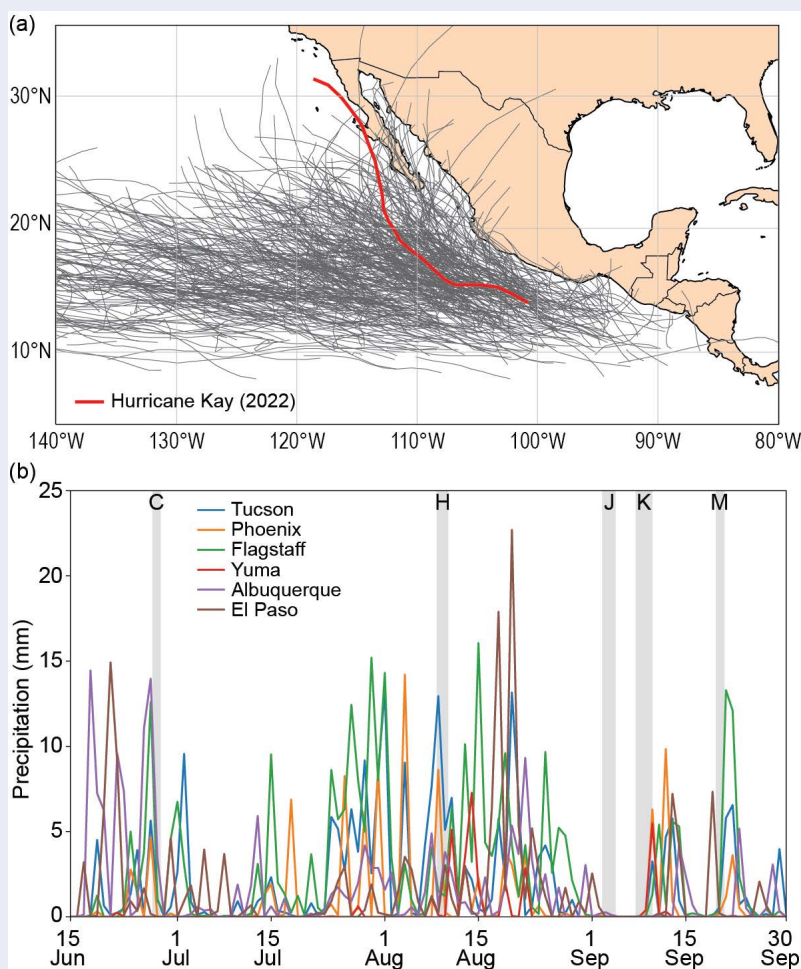 (a)
30°N
20°N
10°N
Hurricane Kay (2022)
140°W 130°W 120°W 110°W 100°W 90°W 80°W
(b)
25
20
15
10
5
0
Precipitation (mm)
C H J K M
Tucson
Phoenix
Flagstaff
Yuma
Albuquerque
El Paso
15 1 15 1 15 1 15 30
Jun Jul Jul Aug Aug Sep Sep Sep